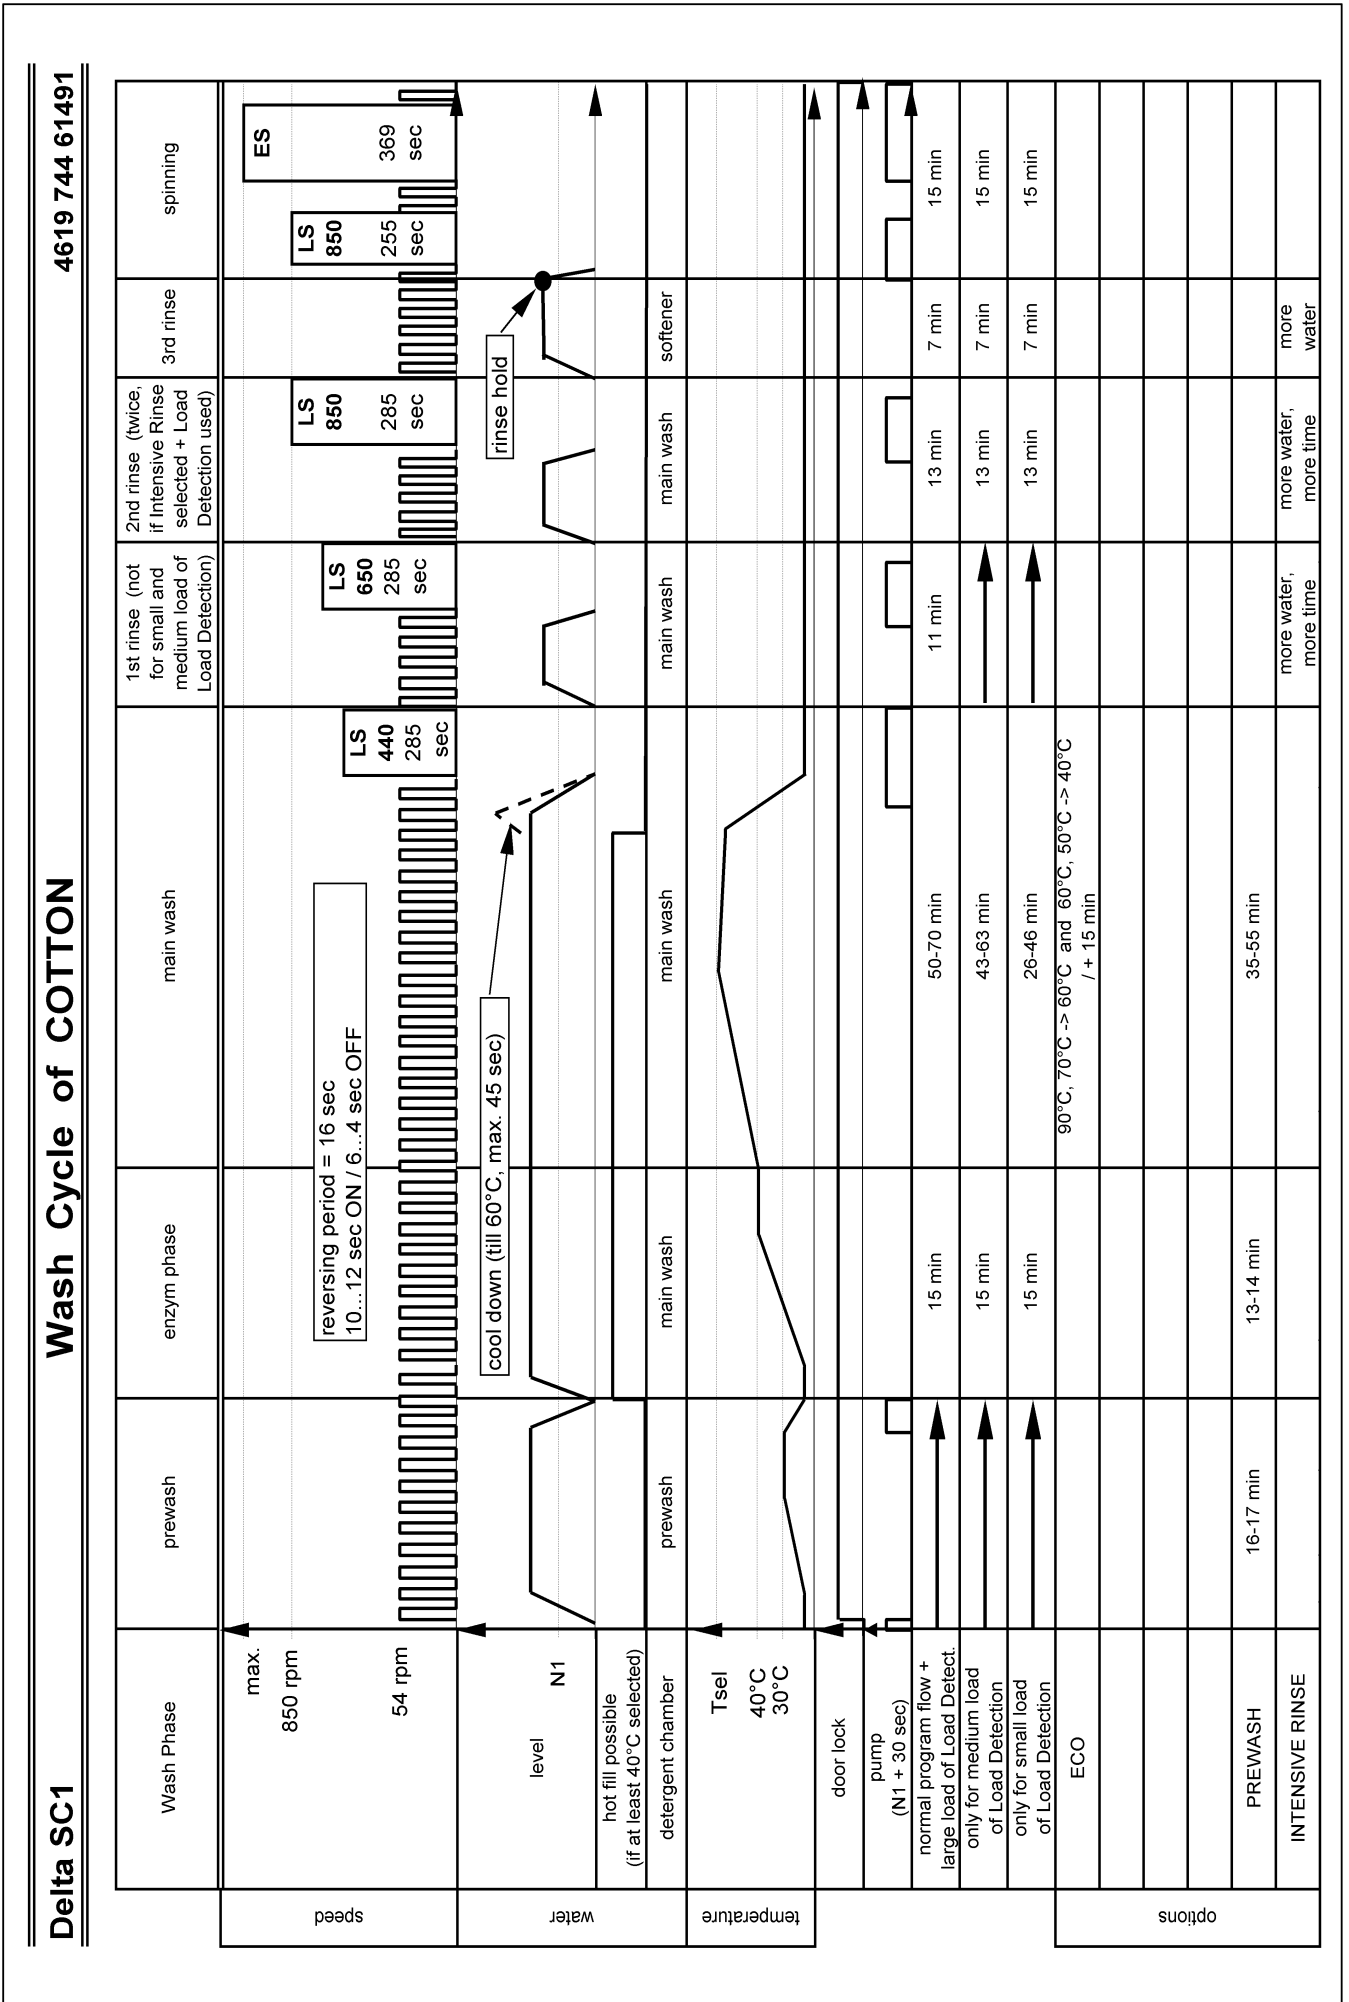 Delta SC1
Wash Cycle of COTTON
4619 744 61491
Wash Phase
prewash
enzym phase
main wash
1st rinse (not
for small and
medium load of
Load Detection)
2nd rinse (twice,
if Intensive Rinse
selected + Load
Detection used)
3rd rinse
spinning
speed
max.
850 rpm
54 rpm
reversing period = 16 sec
10...12 sec ON / 6...4 sec OFF
LS
440
285
sec
LS
650
285
sec
LS
850
285
sec
LS
850
255
sec
ES
369
sec
water
level
N1
cool down (till 60°C, max. 45 sec)
rinse hold
hot fill possible
(if at least 40°C selected)
detergent chamber
prewash
main wash
main wash
main wash
main wash
softener
temperature
Tsel
40°C
30°C
door lock
pump
(N1 + 30 sec)
normal program flow +
large load of Load Detect.
15 min
50-70 min
11 min
13 min
7 min
15 min
only for medium load
of Load Detection
15 min
43-63 min
13 min
7 min
15 min
only for small load
of Load Detection
15 min
26-46 min
13 min
7 min
15 min
options
ECO
90°C, 70°C -> 60°C and 60°C, 50°C -> 40°C
/ + 15 min
PREWASH
16-17 min
13-14 min
35-55 min
INTENSIVE RINSE
more water,
more time
more water,
more time
more
water